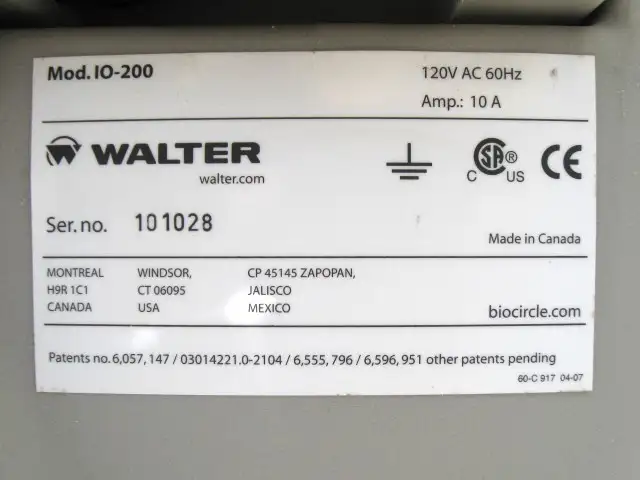 Mod. IO-200
120V AC 60Hz
Amp.: 10 A
WALTER
walter.com
C SA ® US
CE
Ser. no. 101028
Made in Canada
MONTREAL WINDSOR, CP 45145 ZAPOPAN,
H9R 1C1 CT 06095 JALISCO
CANADA USA MEXICO
biocircle.com
Patents no. 6,057, 147 / 03014221.0-2104 / 6,555, 796 / 6,596, 951 other patents pending
60-C 917 04-07